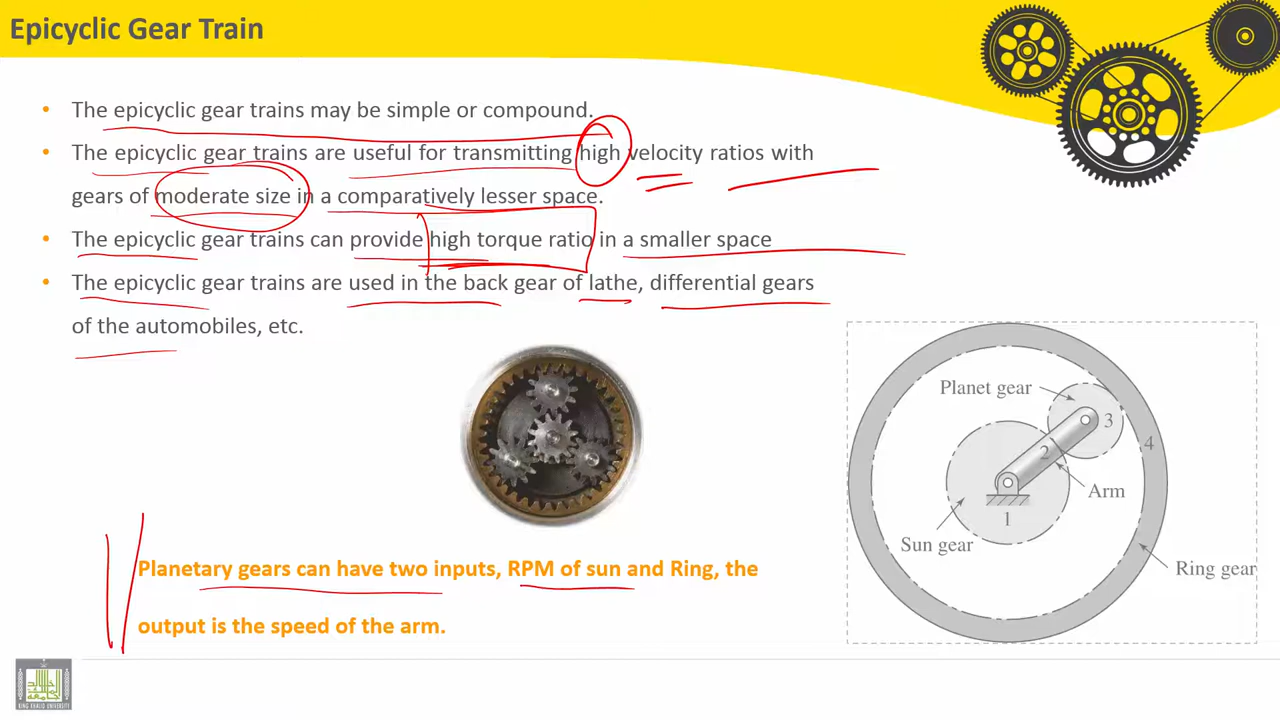 Epicyclic Gear Train
• The epicyclic gear trains may be simple or compound.
• The epicyclic gear trains are useful for transmitting high velocity ratios with
gears of moderate size in a comparatively lesser space.
• The epicyclic gear trains can provide high torque ratio in a smaller space
• The epicyclic gear trains are used in the back gear of lathe, differential gears
of the automobiles, etc.
Planet gear
3
4
2
Arm
1
Sun gear
Ring gear
Planetary gears can have two inputs, RPM of sun and Ring, the
output is the speed of the arm.
KING KHALID UNIVERSITY